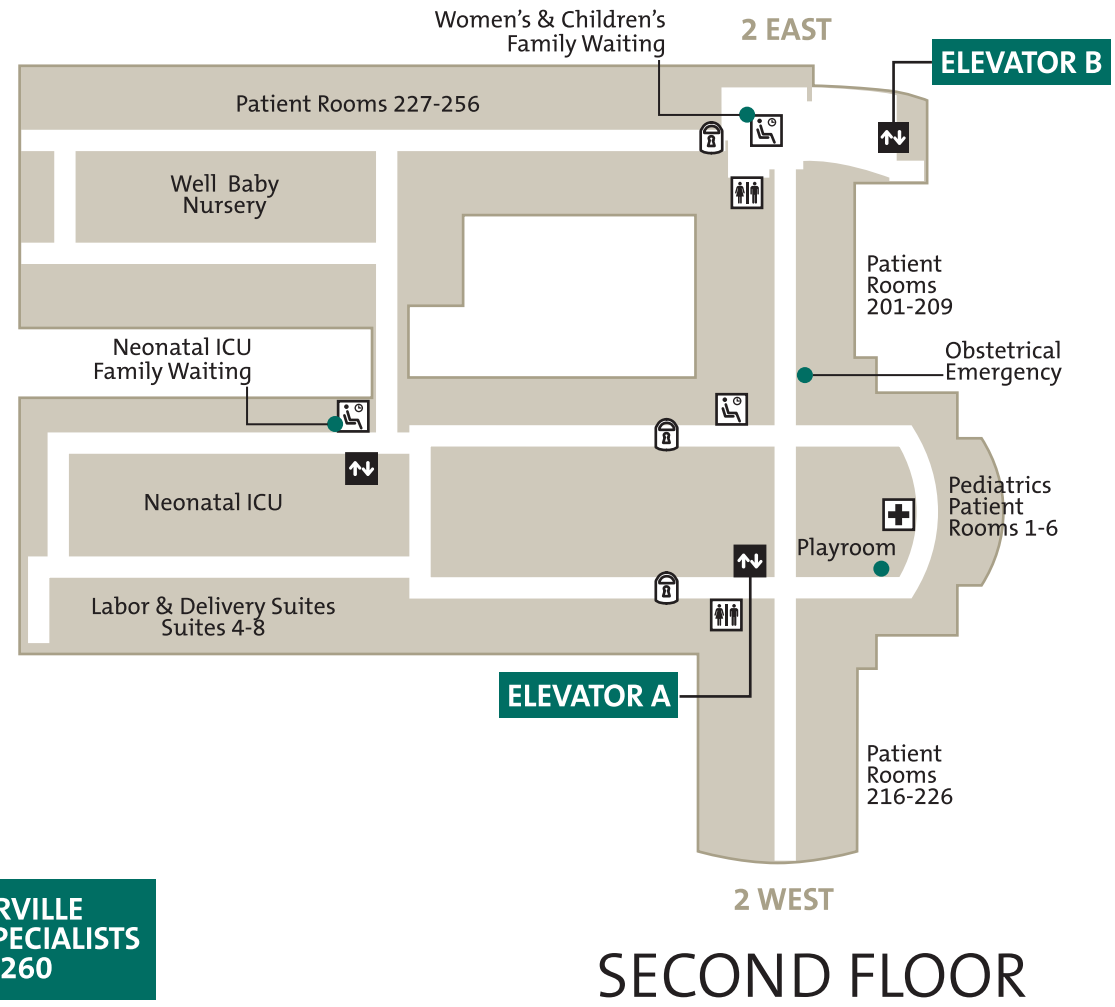 Women's & Children's
Family Waiting
2 EAST
ELEVATOR B
Patient Rooms 227-256
Well Baby
Nursery
Patient
Rooms
201-209
Neonatal ICU
Family Waiting
Obstetrical
Emergency
Neonatal ICU
Pediatrics
Patient
Rooms 1-6
Playroom
Labor & Delivery Suites
Suites 4-8
ELEVATOR A
Patient
Rooms
216-226
2 WEST
RVILLE
PECIALISTS
260
SECOND FLOOR